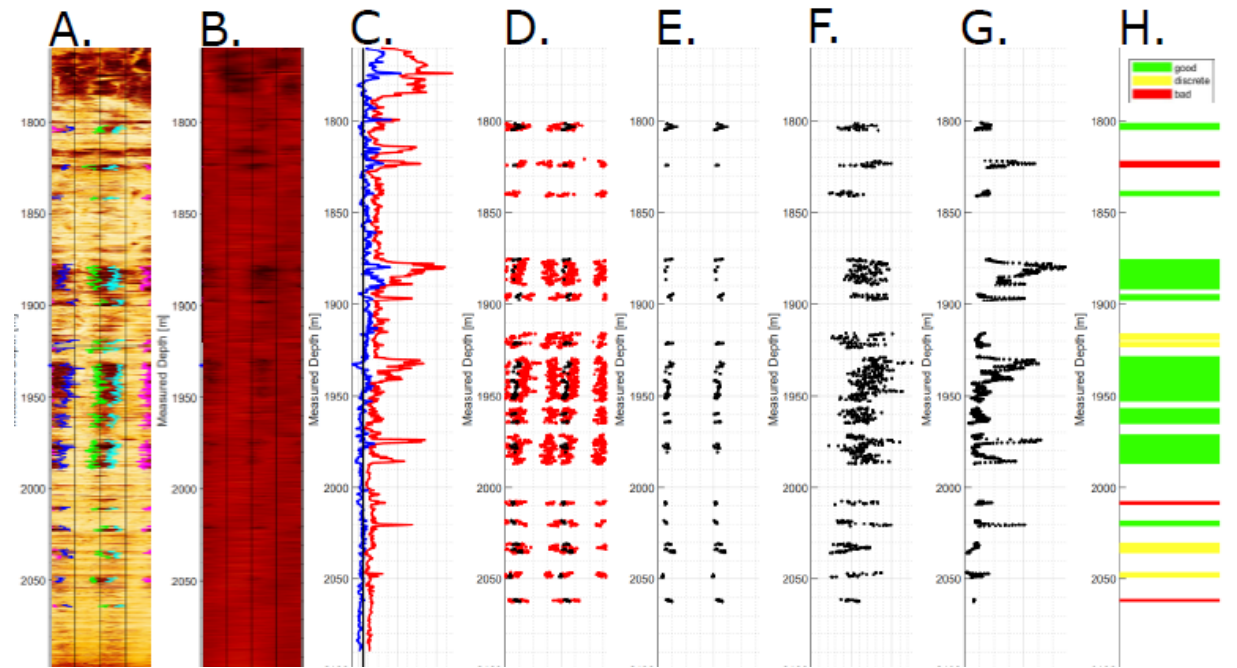 A. B. C. D. E. F. G. H.
good
discrete
bad
1800 1800 1800 1800 1800 1800 1800 1800
1850 1850 1850 1850 1850 1850 1850 1850
1900 1900 1900 1900 1900 1900 1900 1900
Measured Depth [m] Measured Depth [m] Measured Depth [m] Measured Depth [m] Measured Depth [m] Measured Depth [m] Measured Depth [m]
1950 1950 1950 1950 1950 1950 1950 1950
2000 2000 2000 2000 2000 2000 2000 2000
2050 2050 2050 2050 2050 2050 2050 2050